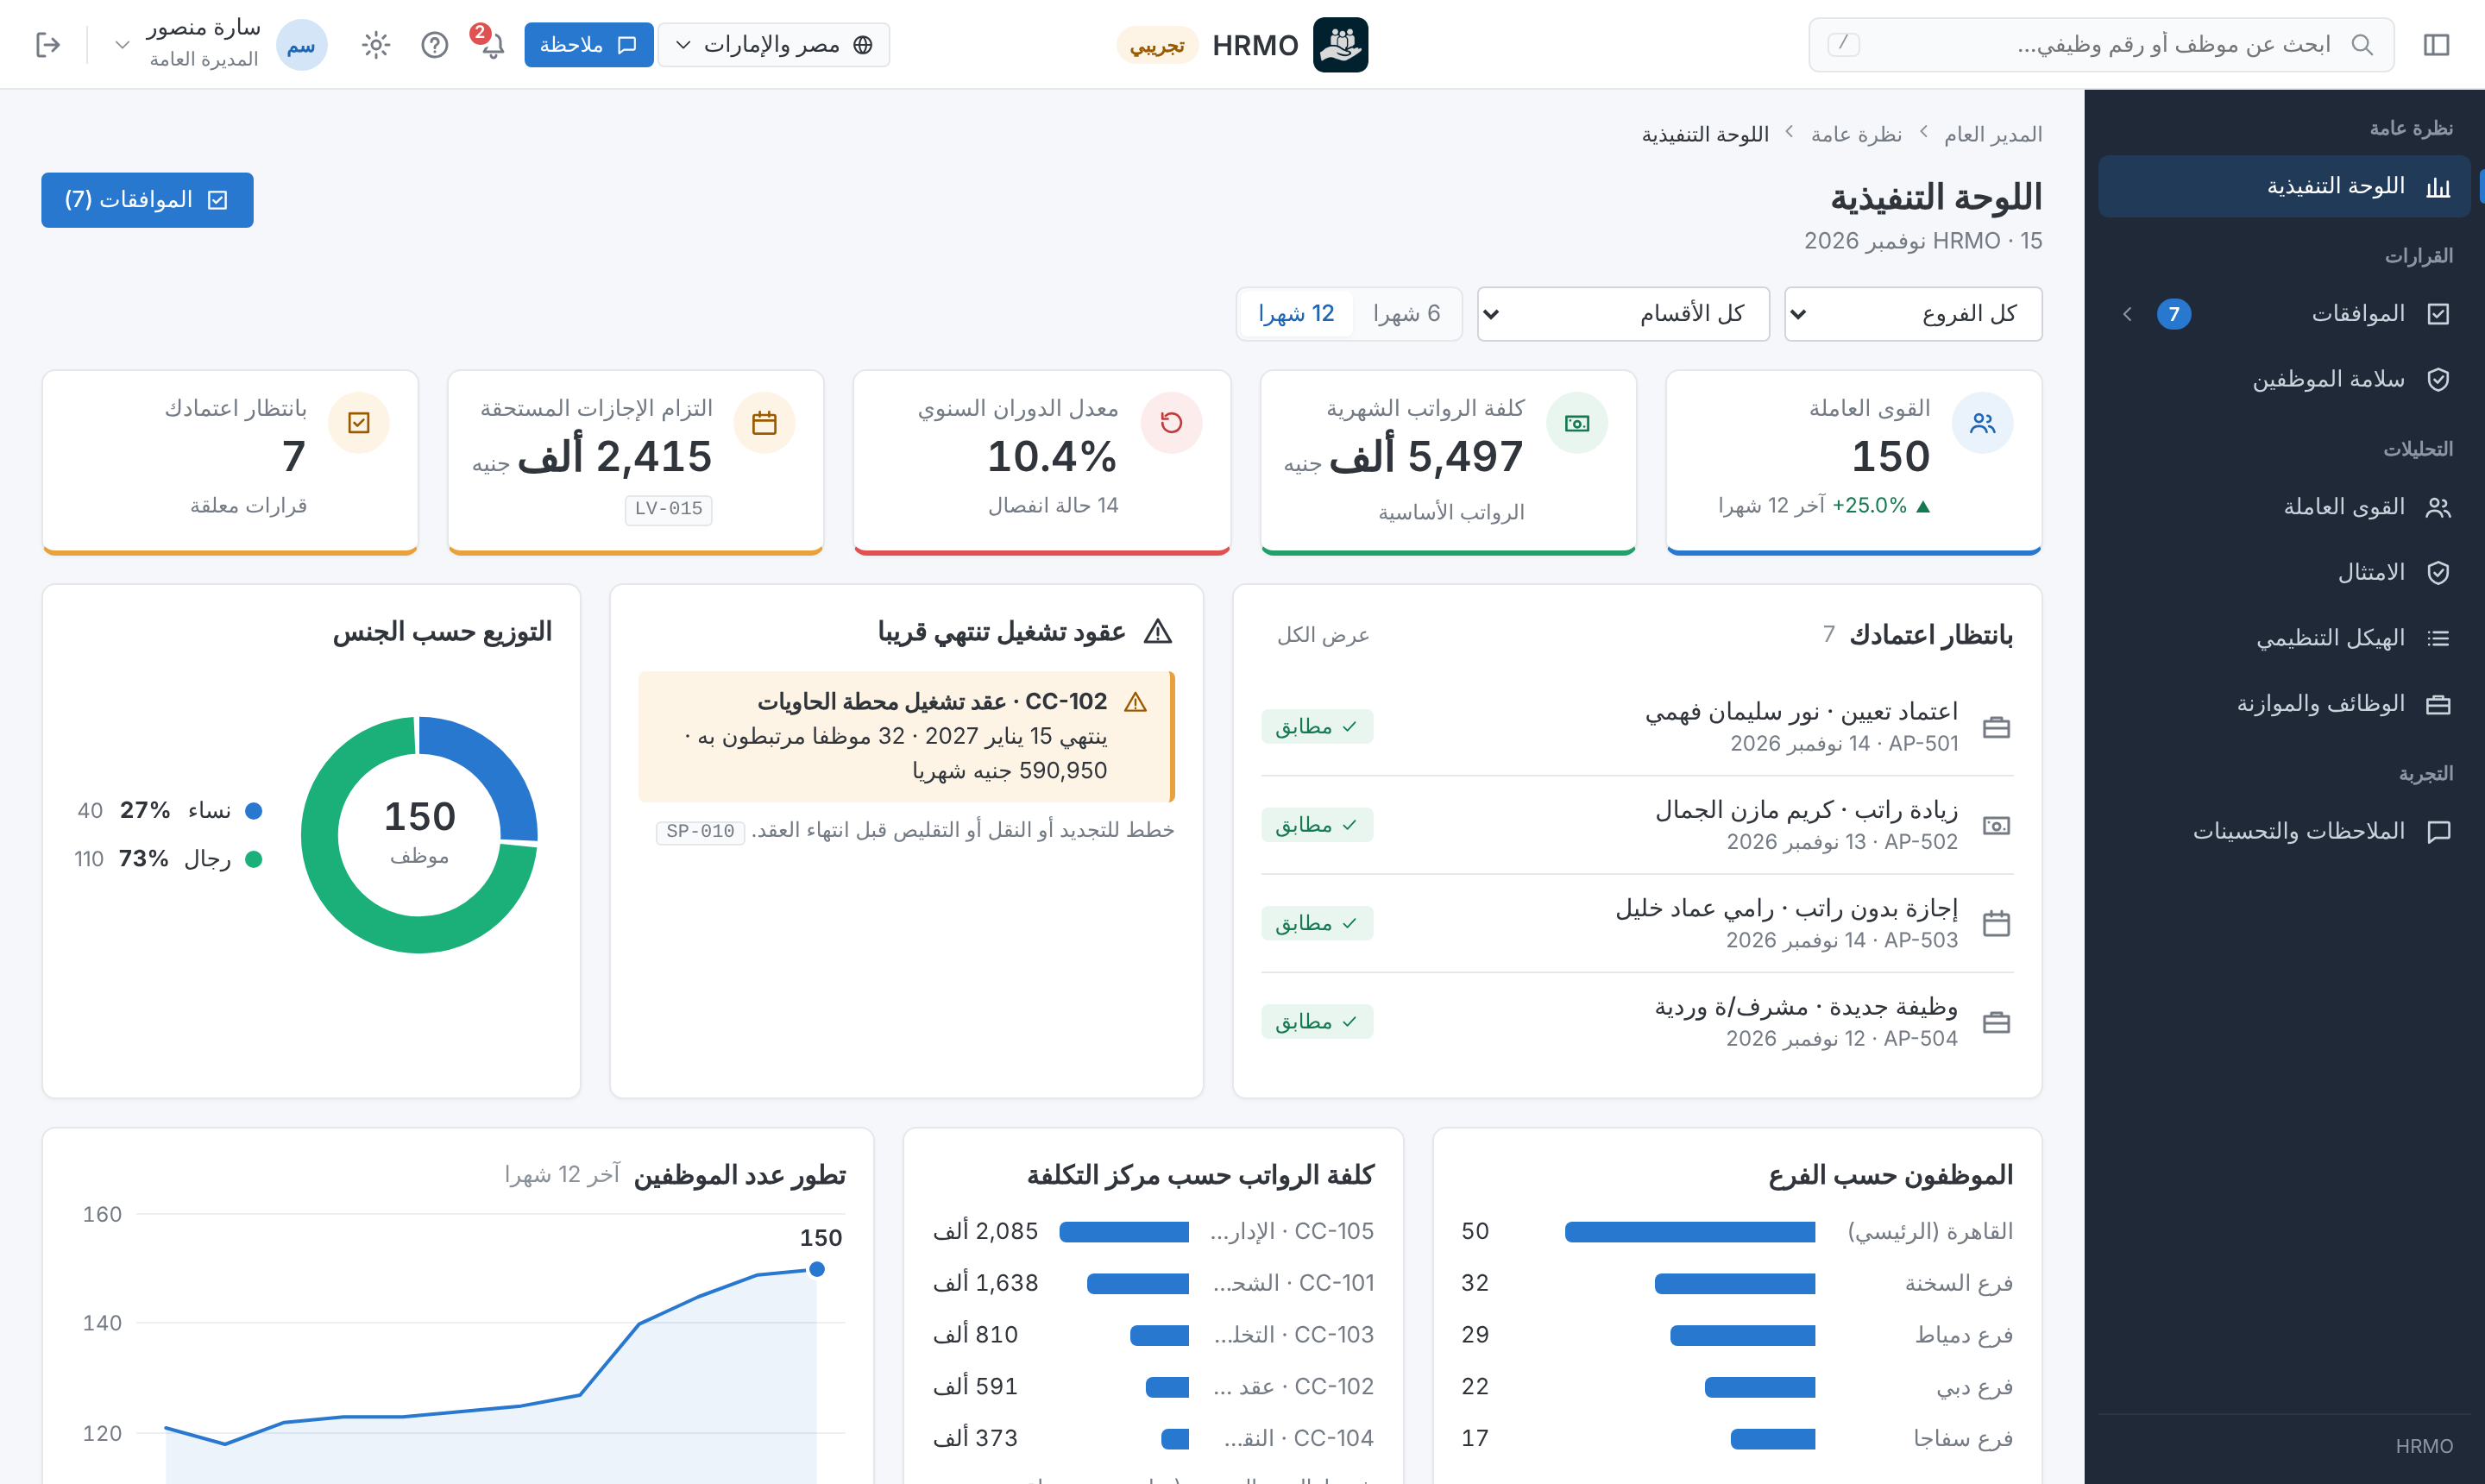 ابحث عن موظف أو رقم وظيفي...
/
HRMO
تجريبي
مصر والإمارات
ملاحظة
2
سم
سارة منصور
المديرة العامة
نظرة عامة
اللوحة التنفيذية
القرارات
الموافقات
7
سلامة الموظفين
التحليلات
القوى العاملة
الامتثال
الهيكل التنظيمي
الوظائف والموازنة
التجربة
الملاحظات والتحسينات
HRMO
المدير العام
نظرة عامة
اللوحة التنفيذية
اللوحة التنفيذية
HRMO · 15 نوفمبر 2026
الموافقات (7)
كل الفروع
كل الأقسام
6 شهرا
12 شهرا
القوى العاملة
150
+25.0% آخر 12 شهرا
كلفة الرواتب الشهرية
5,497 ألف جنيه
الرواتب الأساسية
معدل الدوران السنوي
10.4%
14 حالة انفصال
التزام الإجازات المستحقة
2,415 ألف جنيه
LV-015
بانتظار اعتمادك
7
قرارات معلقة
بانتظار اعتمادك 7
عرض الكل
اعتماد تعيين · نور سليمان فهمي
AP-501 · 14 نوفمبر 2026
مطابق
زيادة راتب · كريم مازن الجمال
AP-502 · 13 نوفمبر 2026
مطابق
إجازة بدون راتب · رامي عماد خليل
AP-503 · 14 نوفمبر 2026
مطابق
وظيفة جديدة · مشرف/ة وردية
AP-504 · 12 نوفمبر 2026
مطابق
عقود تشغيل تنتهي قريبا
CC-102 · عقد تشغيل محطة الحاويات
ينتهي 15 يناير 2027 · 32 موظفا مرتبطون به ·
590,950 جنيه شهريا
خطط للتجديد أو النقل أو التقليص قبل انتهاء العقد. SP-010
التوزيع حسب الجنس
150
موظف
نساء 27% 40
رجال 73% 110
الموظفون حسب الفرع
القاهرة (الرئيسي) 50
فرع السخنة 32
فرع دمياط 29
فرع دبي 22
فرع سفاجا 17
كلفة الرواتب حسب مركز التكلفة
CC-105 · الإدار... 2,085 ألف
CC-101 · الشحـ... 1,638 ألف
CC-103 · التخلـ... 810 ألف
CC-102 · عقد ... 591 ألف
CC-104 · النقـ... 373 ألف
تطور عدد الموظفين آخر 12 شهرا
160
150
140
120